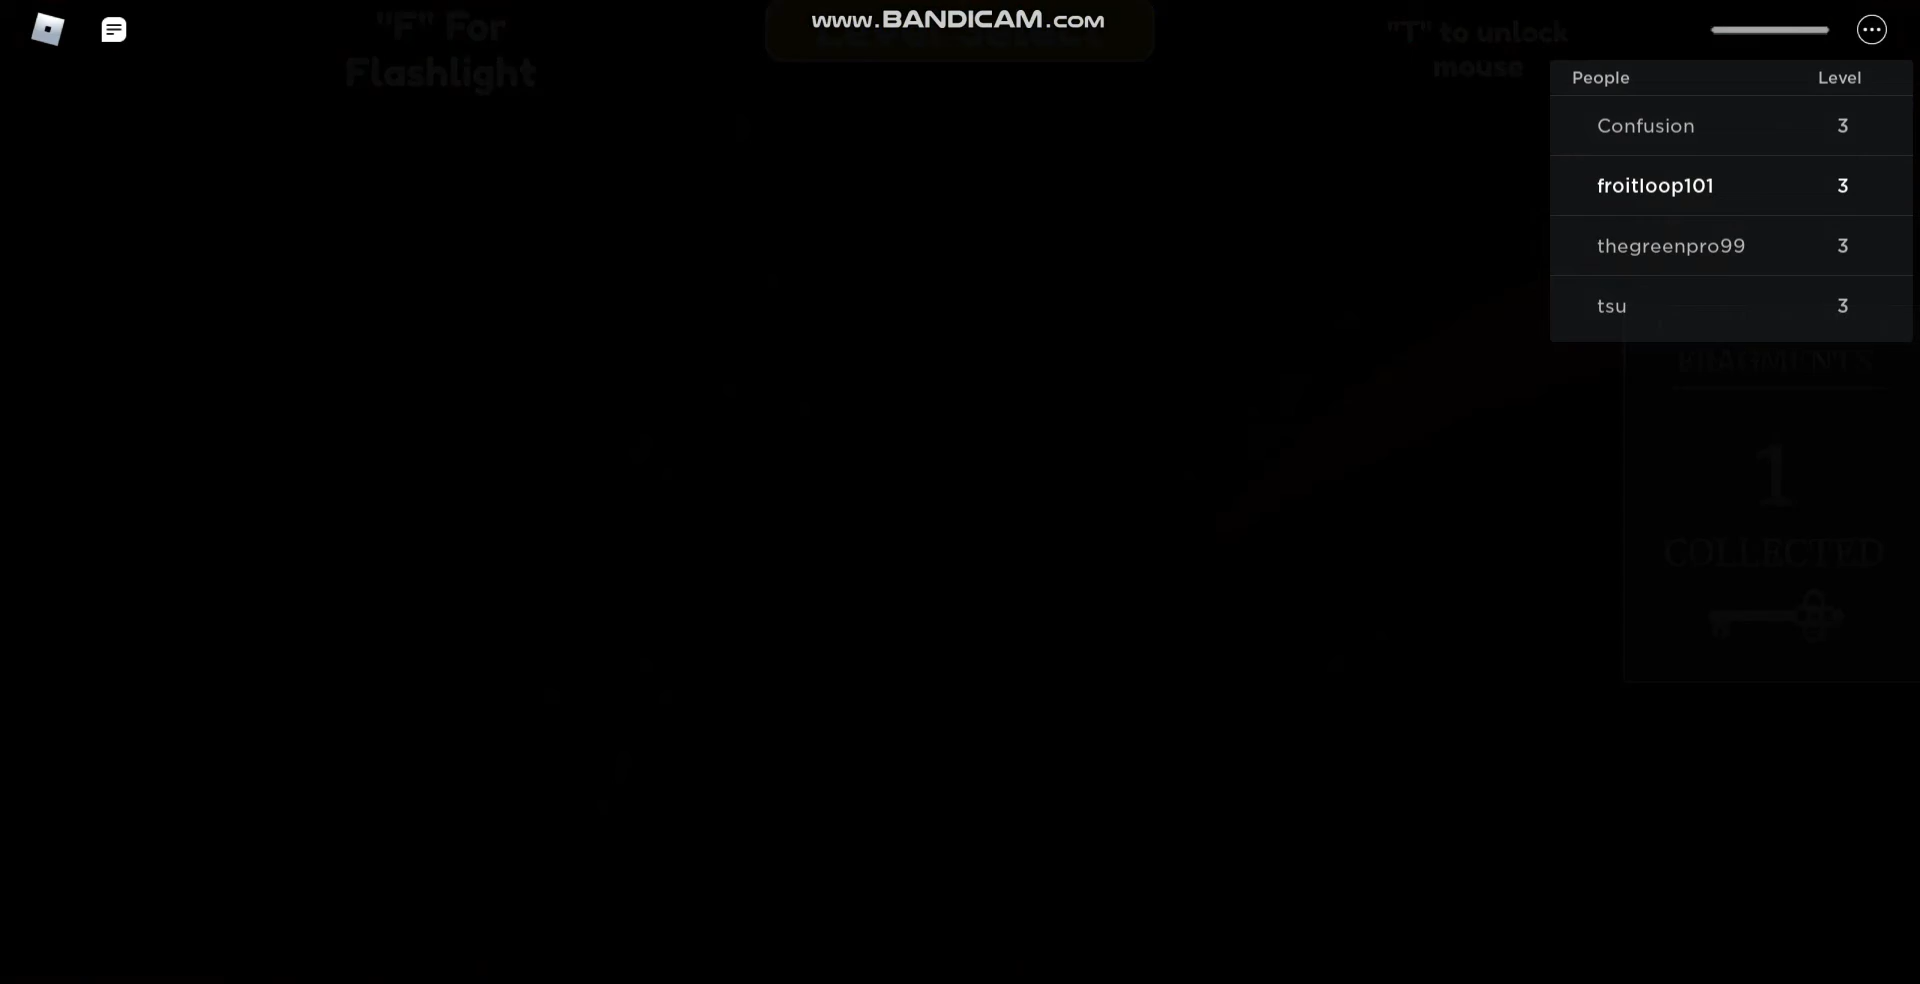 "F" For
Flashlight
www.BANDICAM.com
"T" to unlock
mouse
People Level
Confusion 3
froitloop101 3
thegreenpro99 3
tsu 3
FRAGMENTS
1
COLLECTED